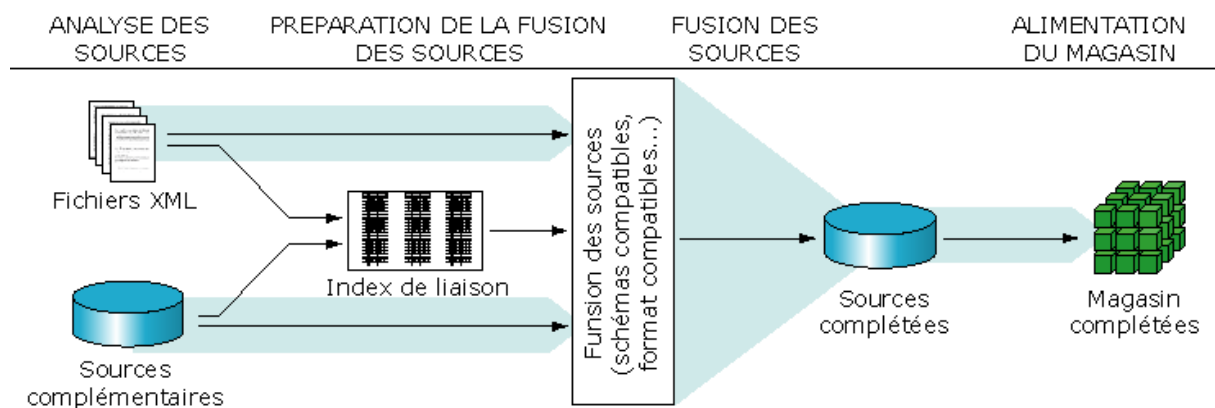 ANALYSE DES
SOURCES
PREPARATION DE LA FUSION
DES SOURCES
FUSION DES
SOURCES
ALIMENTATION
DU MAGASIN
Fichiers XML
Index de liaison
Sources
complémentaires
Funsion des sources
(schémas compatibles,
format compatibles...)
Sources
complétées
Magasin
complétées